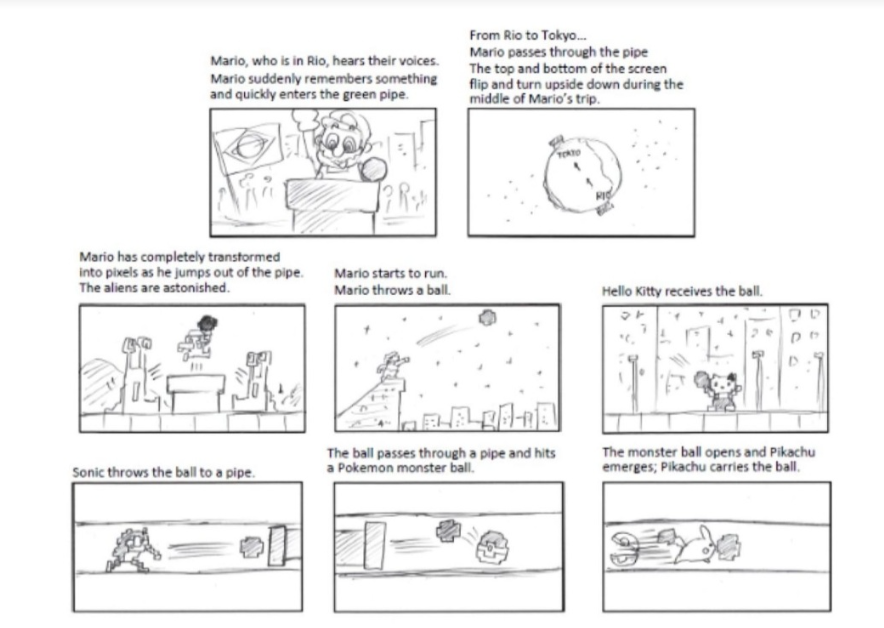 Mario, who is in Rio, hears their voices.
Mario suddenly remembers something
and quickly enters the green pipe.
From Rio to Tokyo...
Mario passes through the pipe
The top and bottom of the screen
flip and turn upside down during the
middle of Mario's trip.
TOKYO
RIO
Mario has completely transformed
into pixels as he jumps out of the pipe.
The aliens are astonished.
Mario starts to run.
Mario throws a ball.
Hello Kitty receives the ball.
Sonic throws the ball to a pipe.
The ball passes through a pipe and hits
a Pokemon monster ball.
The monster ball opens and Pikachu
emerges; Pikachu carries the ball.